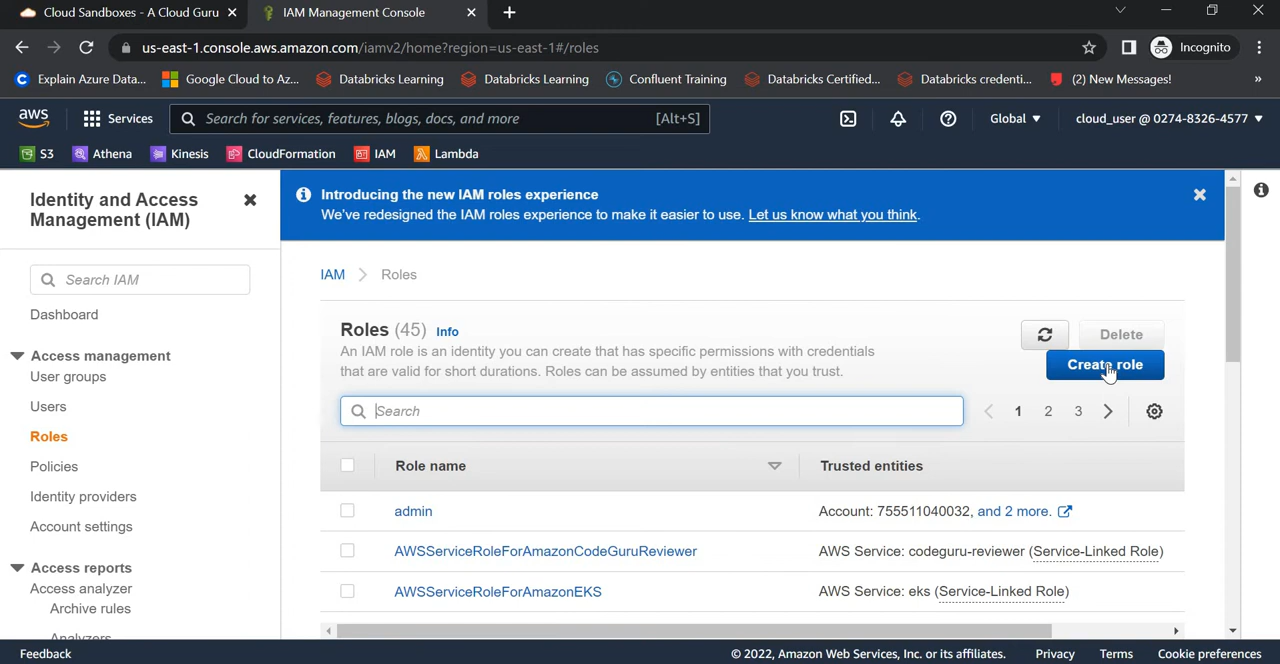 Cloud Sandboxes - A Cloud Guru
IAM Management Console
us-east-1.console.aws.amazon.com/iamv2/home?region=us-east-1#/roles
Incognito
Explain Azure Data...
Google Cloud to Az...
Databricks Learning
Databricks Learning
Confluent Training
Databricks Certified...
Databricks credenti...
(2) New Messages!
»
aws
Services
Search for services, features, blogs, docs, and more [Alt+S]
Global
cloud_user @ 0274-8326-4577
S3
Athena
Kinesis
CloudFormation
IAM
Lambda
Identity and Access
Management (IAM)
Search IAM
Dashboard
Access management
User groups
Users
Roles
Policies
Identity providers
Account settings
Access reports
Access analyzer
Archive rules
Analyzers
Introducing the new IAM roles experience
We've redesigned the IAM roles experience to make it easier to use. Let us know what you think.
IAM > Roles
Roles (45) Info
An IAM role is an identity you can create that has specific permissions with credentials
that are valid for short durations. Roles can be assumed by entities that you trust.
Delete
Create role
Search
1 2 3
Role name Trusted entities
admin Account: 755511040032, and 2 more.
AWSServiceRoleForAmazonCodeGuruReviewer AWS Service: codeguru-reviewer (Service-Linked Role)
AWSServiceRoleForAmazonEKS AWS Service: eks (Service-Linked Role)
Feedback
© 2022, Amazon Web Services, Inc. or its affiliates. Privacy Terms Cookie preferences